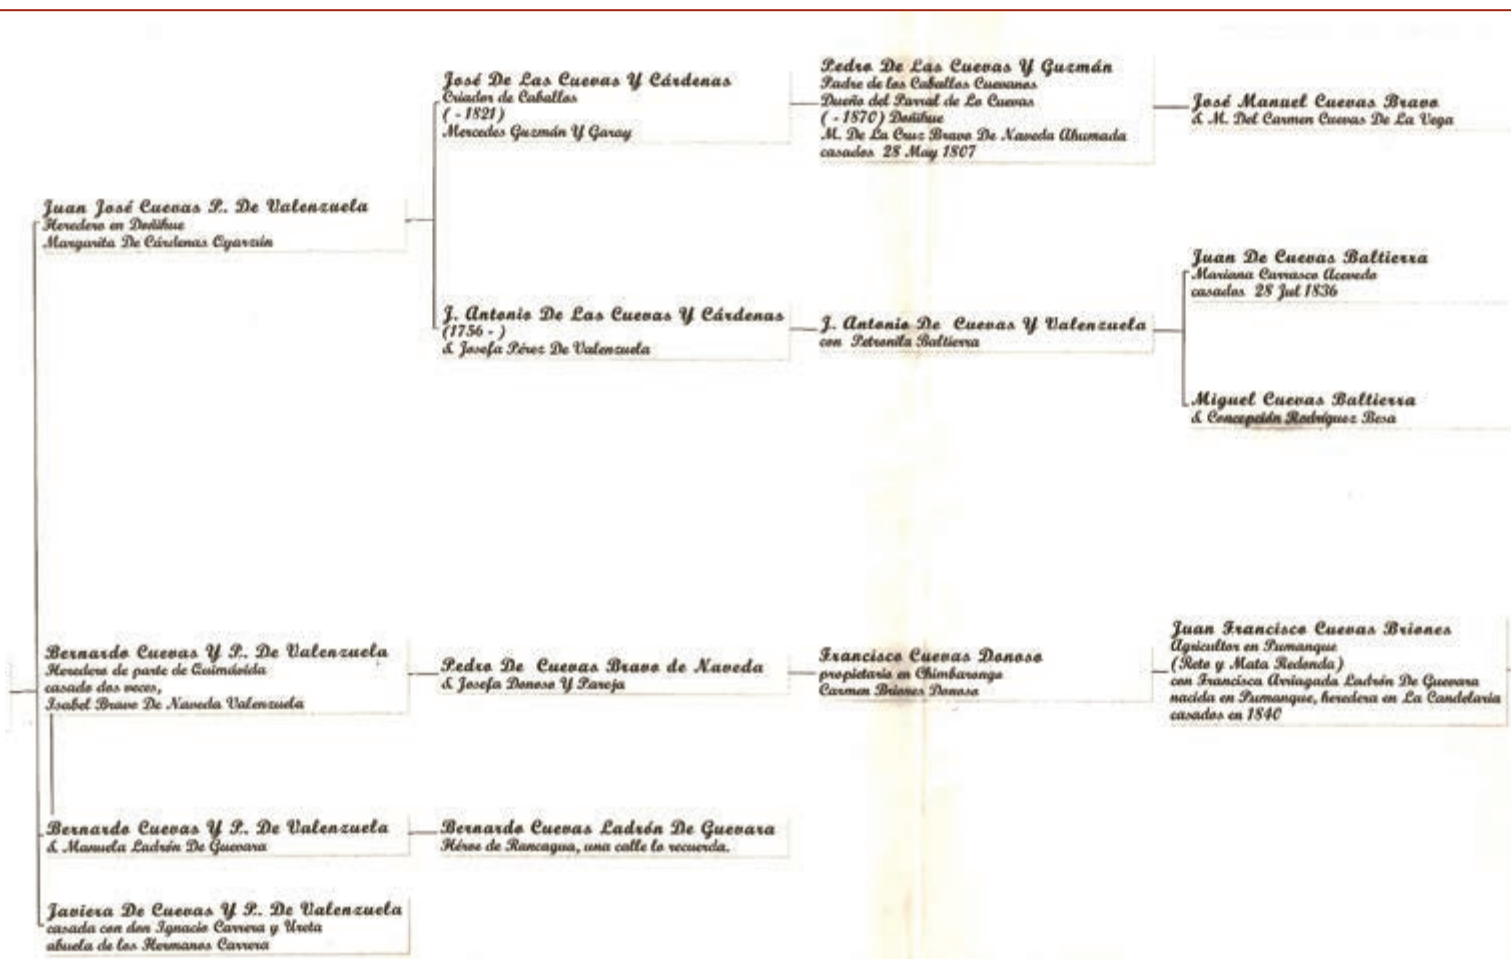 José De Las Cuevas Y Cárdenas
Criador de Caballos
( - 1821)
Mercedes Guzmán Y Garay
Pedro De Las Cuevas Y Guzmán
Padre de los Caballos Cuevanos
Dueño del Parral de Lo Cuevas
( - 1870) Doñihue
M. De La Cruz Bravo De Naveda Ahumada
casados 28 May 1807
José Manuel Cuevas Bravo
& M. Del Carmen Cuevas De La Vega
Juan José Cuevas P.. De Valenzuela
Heredero en Doñihue
Margarita De Cárdenas Oyarzún
J. Antonio De Las Cuevas Y Cárdenas
(1756 - )
& Josefa Pérez De Valenzuela
J. Antonio De Cuevas Y Valenzuela
con Petronila Baltierra
Juan De Cuevas Baltierra
Mariana Carrasco Acevedo
casados 28 Jul 1836
Miguel Cuevas Baltierra
& Concepción Rodríguez Besa
Bernardo Cuevas Y P.. De Valenzuela
Heredero de parte de Quimávida
casado dos veces,
Isabel Bravo De Naveda Valenzuela
Pedro De Cuevas Bravo de Naveda
& Josefa Donoso Y Pareja
Francisco Cuevas Donoso
propietario en Chimbarongo
Carmen Briones Donoso
Juan Francisco Cuevas Briones
Agricultor en Pumanque
(Reto y Mata Redonda)
con Francisca Arriagada Ladrón De Guevara
nacida en Pumanque, heredera en La Candelaria
casados en 1840
Bernardo Cuevas Y P.. De Valenzuela
& Manuela Ladrón De Guevara
Bernardo Cuevas Ladrón De Guevara
Héroe de Rancagua, una calle lo recuerda.
Javiera De Cuevas Y P.. De Valenzuela
casada con don Ignacio Carrera y Ureta
abuela de los Hermanos Carrera